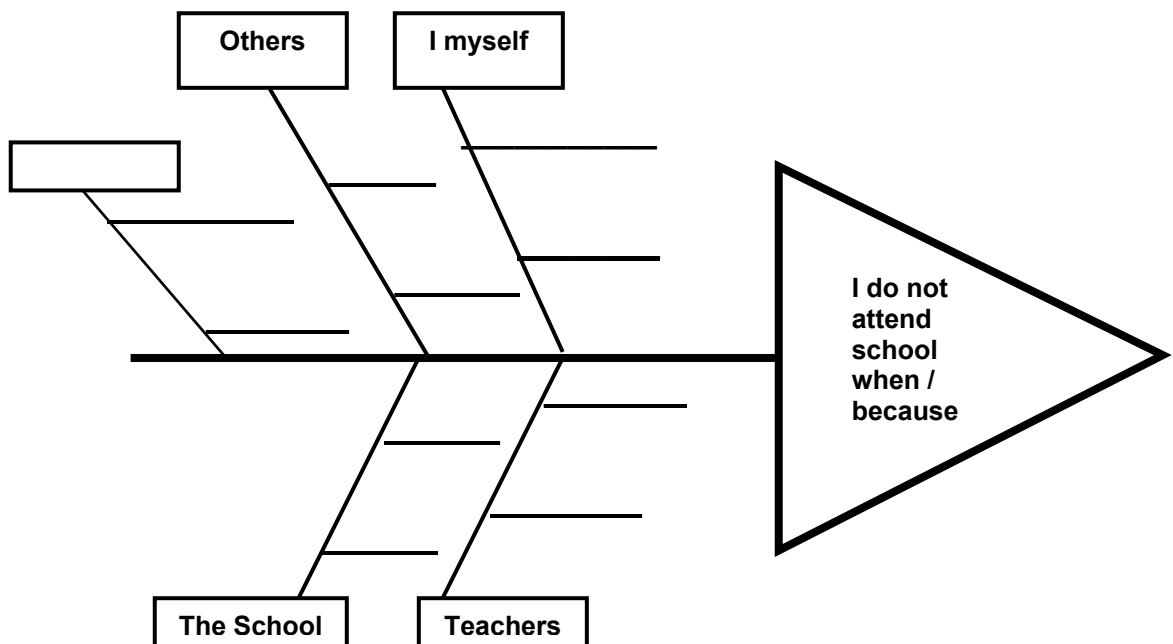 Others
I myself
I do not
attend
school
when /
because
The School
Teachers